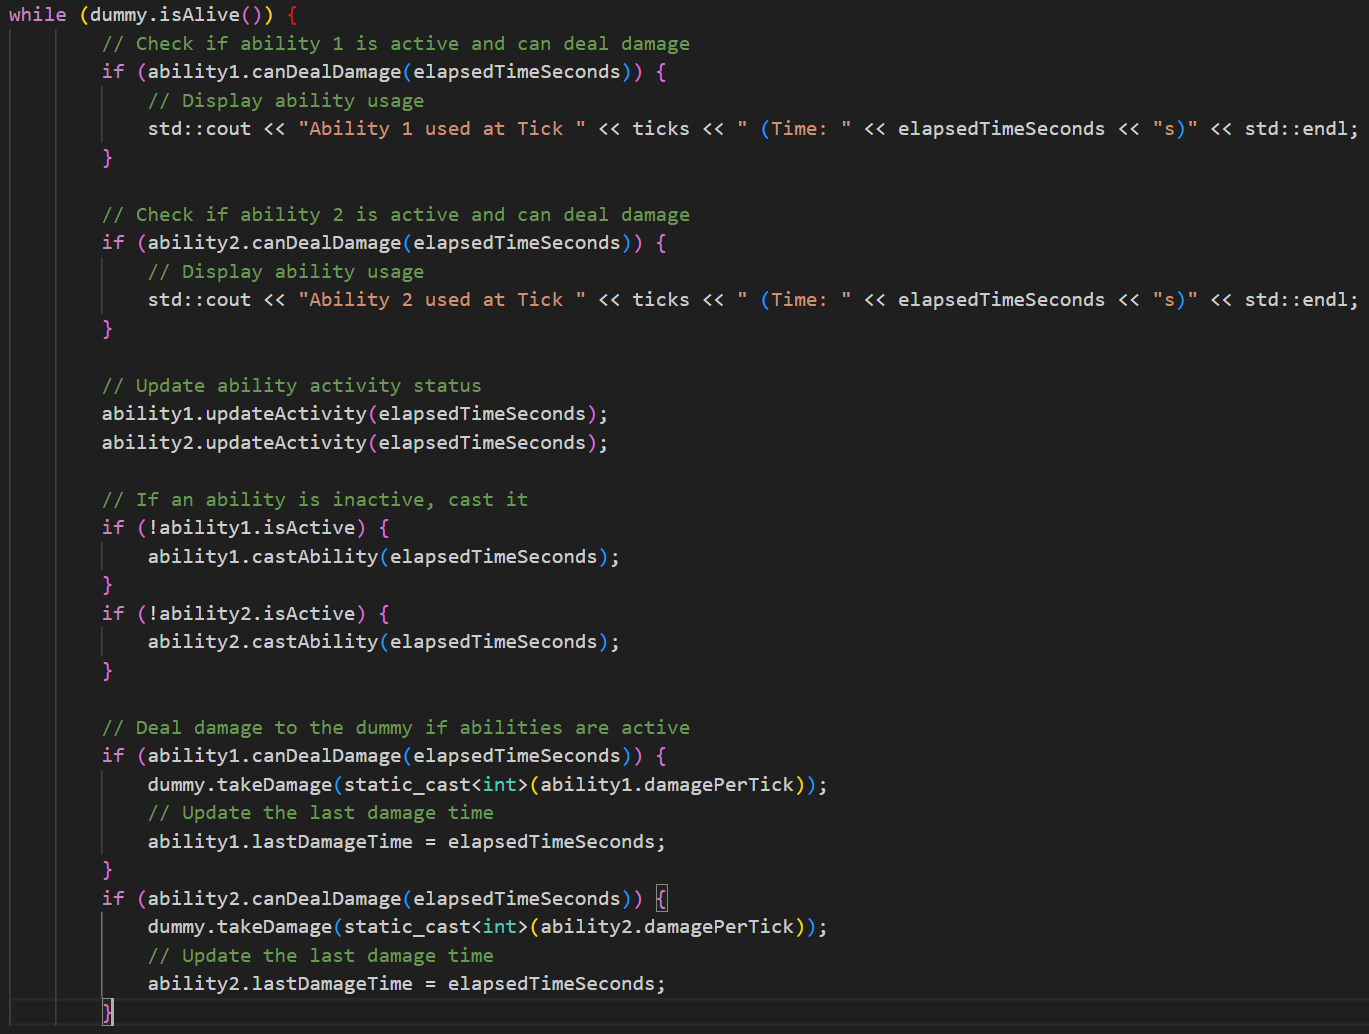 while (dummy.isAlive()) {
        // Check if ability 1 is active and can deal damage
        if (ability1.canDealDamage(elapsedTimeSeconds)) {
            // Display ability usage
            std::cout << "Ability 1 used at Tick " << ticks << " (Time: " << elapsedTimeSeconds << "s)" << std::endl;
        }

        // Check if ability 2 is active and can deal damage
        if (ability2.canDealDamage(elapsedTimeSeconds)) {
            // Display ability usage
            std::cout << "Ability 2 used at Tick " << ticks << " (Time: " << elapsedTimeSeconds << "s)" << std::endl;
        }

        // Update ability activity status
        ability1.updateActivity(elapsedTimeSeconds);
        ability2.updateActivity(elapsedTimeSeconds);

        // If an ability is inactive, cast it
        if (!ability1.isActive) {
            ability1.castAbility(elapsedTimeSeconds);
        }
        if (!ability2.isActive) {
            ability2.castAbility(elapsedTimeSeconds);
        }

        // Deal damage to the dummy if abilities are active
        if (ability1.canDealDamage(elapsedTimeSeconds)) {
            dummy.takeDamage(static_cast<int>(ability1.damagePerTick));
            // Update the last damage time
            ability1.lastDamageTime = elapsedTimeSeconds;
        }
        if (ability2.canDealDamage(elapsedTimeSeconds)) {
            dummy.takeDamage(static_cast<int>(ability2.damagePerTick));
            // Update the last damage time
            ability2.lastDamageTime = elapsedTimeSeconds;
        }